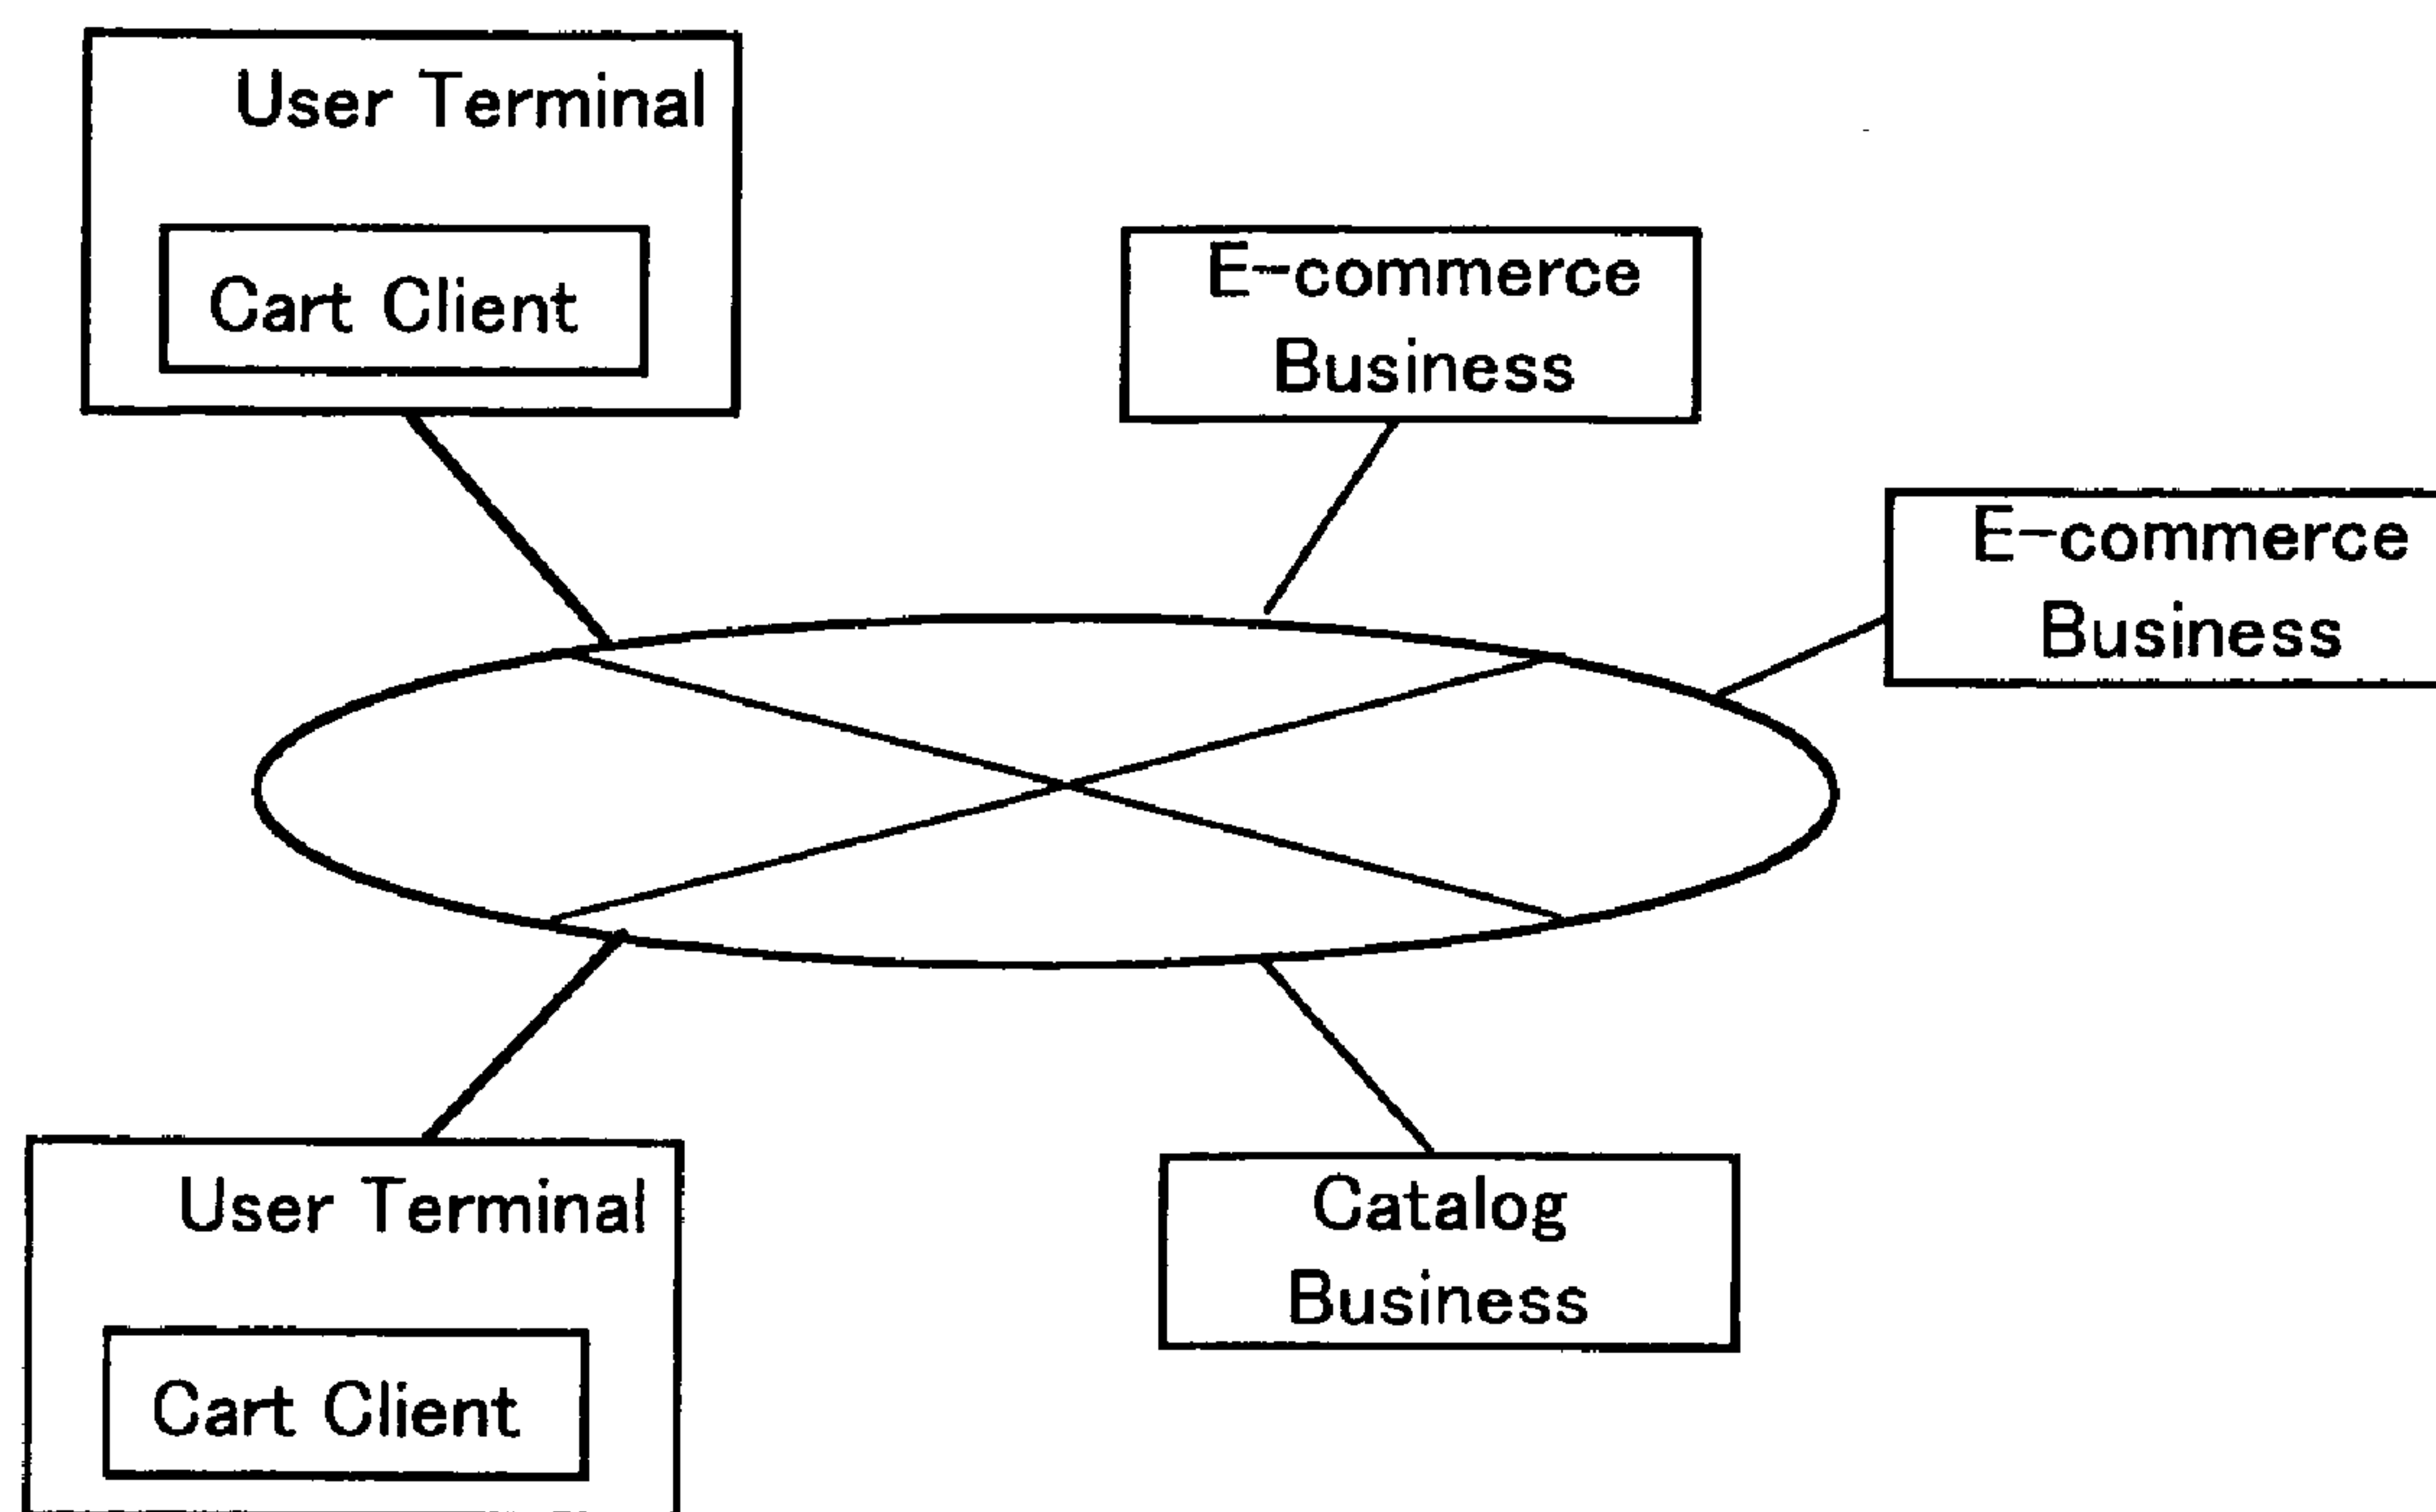 User Terminal
Cart Client
E-commerce
Business
E-commerce
Business
User Terminal
Cart Client
Catalog
Business